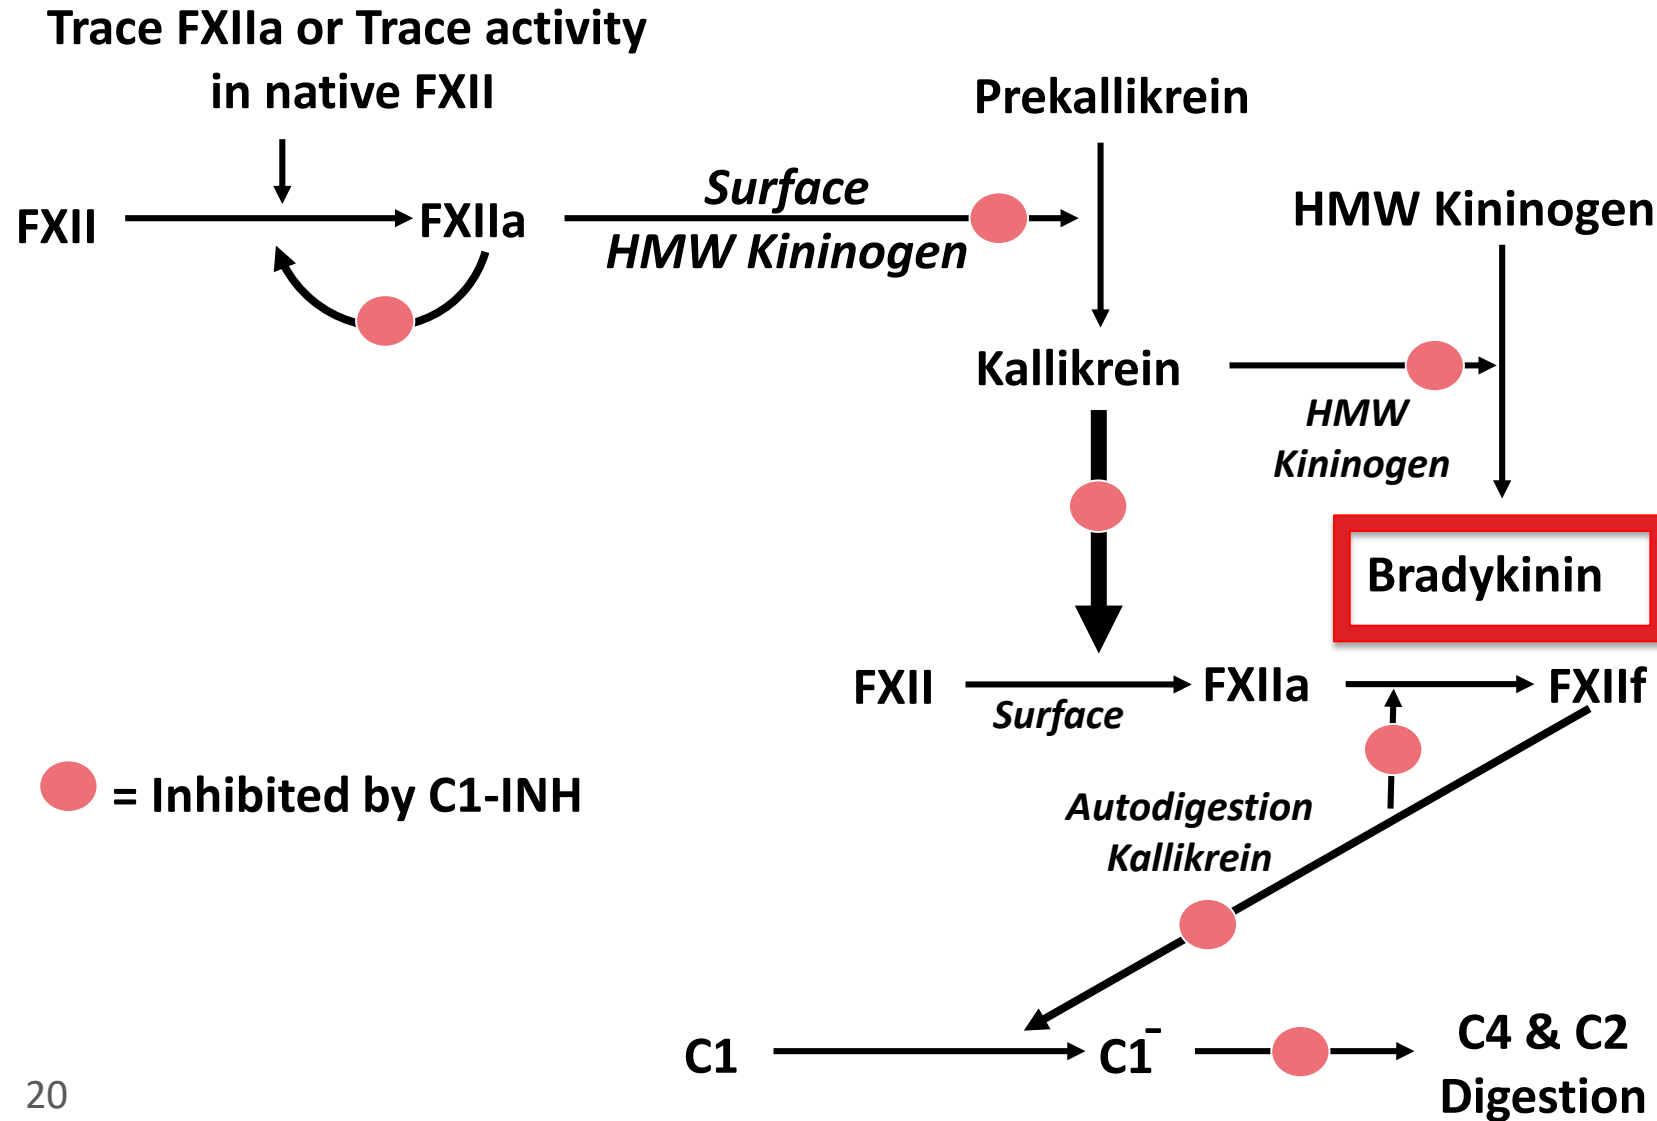 Trace FXIIa or Trace activity
in native FXII
Prekallikrein
Surface
HMW Kininogen
FXII
FXIIa
HMW Kininogen
Kallikrein
HMW
Kininogen
Bradykinin
FXII
Surface
FXIIa
FXIIf
= Inhibited by C1-INH
Autodigestion
Kallikrein
C1
C1̄
C4 & C2
Digestion
20